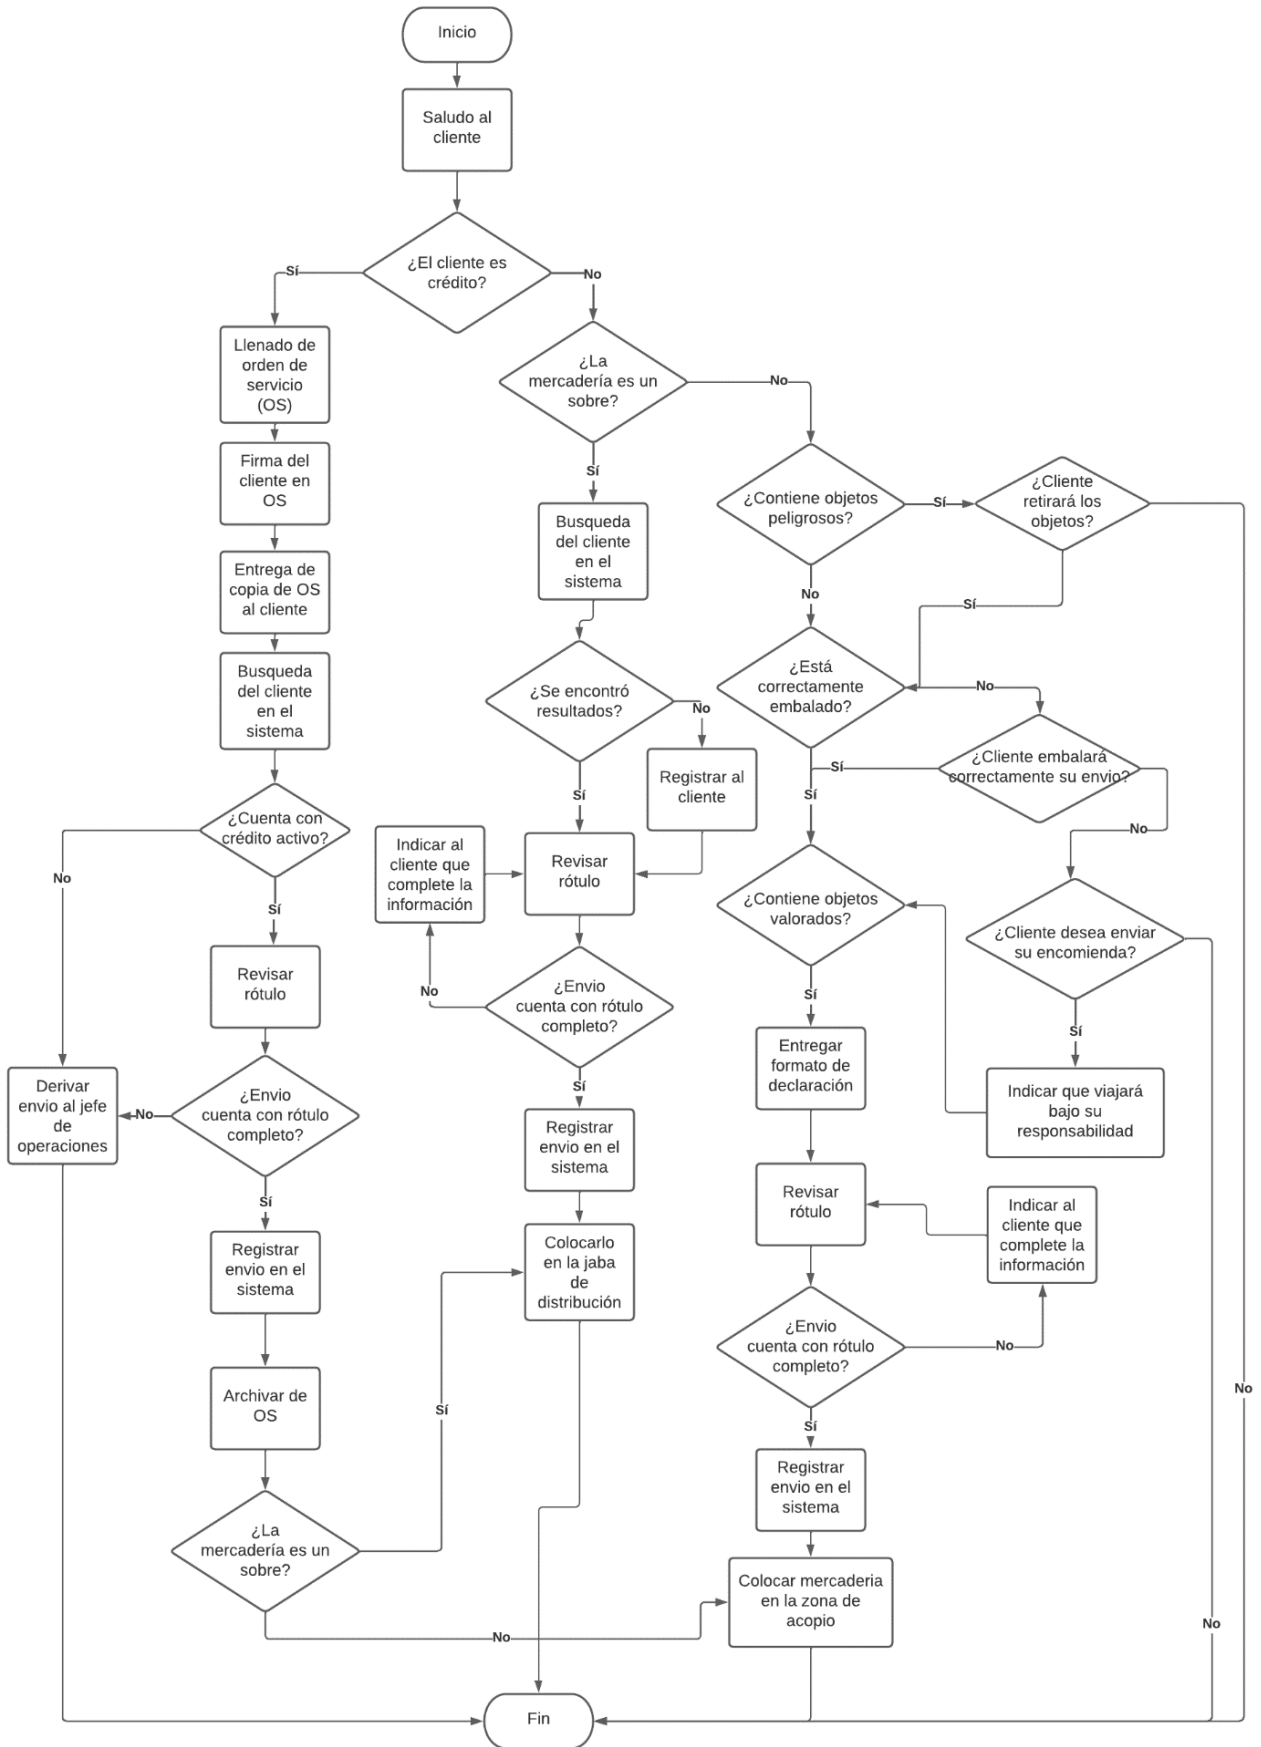 Inicio
Saludo al
cliente
¿El cliente es
crédito?
Sí
No
Llenado de
orden de
servicio
(OS)
¿La
mercadería es un
sobre?
No
Sí
Firma del
cliente en
OS
¿Contiene objetos
peligrosos?
Sí
¿Cliente
retirará los
objetos?
Busqueda
del cliente
en el
sistema
Entrega de
copia de OS
al cliente
No
Sí
Busqueda
del cliente
en el
sistema
¿Se encontró
resultados?
No
Sí
¿Está
correctamente
embalado?
No
Sí
Registrar al
cliente
¿Cliente embalará
correctamente su envio?
Sí
No
¿Cuenta con
crédito activo?
No
Sí
Indicar al
cliente que
complete la
información
Revisar
rótulo
¿Contiene objetos
valorados?
Sí
¿Cliente desea enviar
su encomienda?
Sí
Revisar
rótulo
¿Envio
cuenta con rótulo
completo?
No
Sí
Entregar
formato de
declaración
Indicar que viajará
bajo su
responsabilidad
Derivar
envio al jefe
de
operaciones
No
¿Envio
cuenta con rótulo
completo?
Sí
Registrar
envio en el
sistema
Revisar
rótulo
Indicar al
cliente que
complete la
información
Registrar
envio en el
sistema
Colocarlo
en la jaba
de
distribución
¿Envio
cuenta con rótulo
completo?
No
Sí
Archivar de
OS
Sí
No
Registrar
envio en el
sistema
¿La
mercadería es un
sobre?
No
Colocar mercaderia
en la zona de
acopio
No
Fin